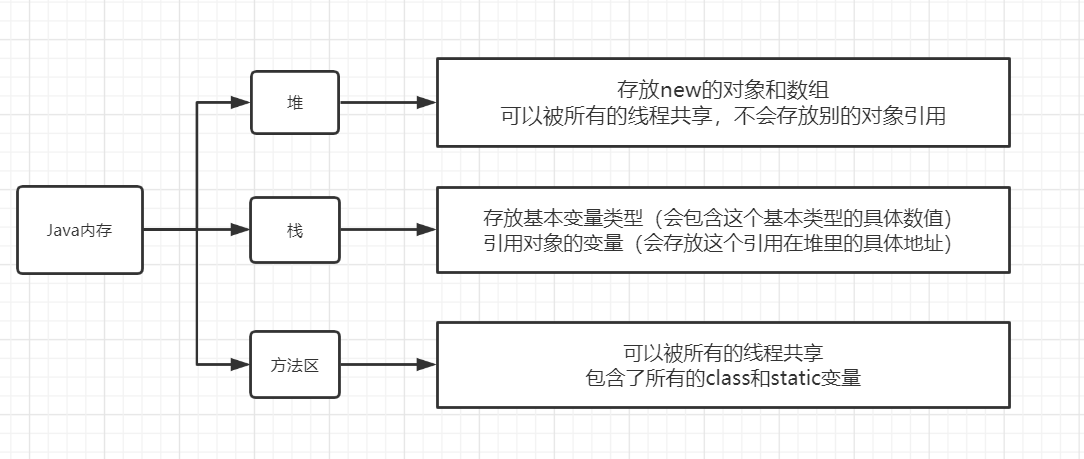 Java内存
堆
存放new的对象和数组
可以被所有的线程共享，不会存放别的对象引用
栈
存放基本变量类型（会包含这个基本类型的具体数值）
引用对象的变量（会存放这个引用在堆里的具体地址）
方法区
可以被所有的线程共享
包含了所有的class和static变量